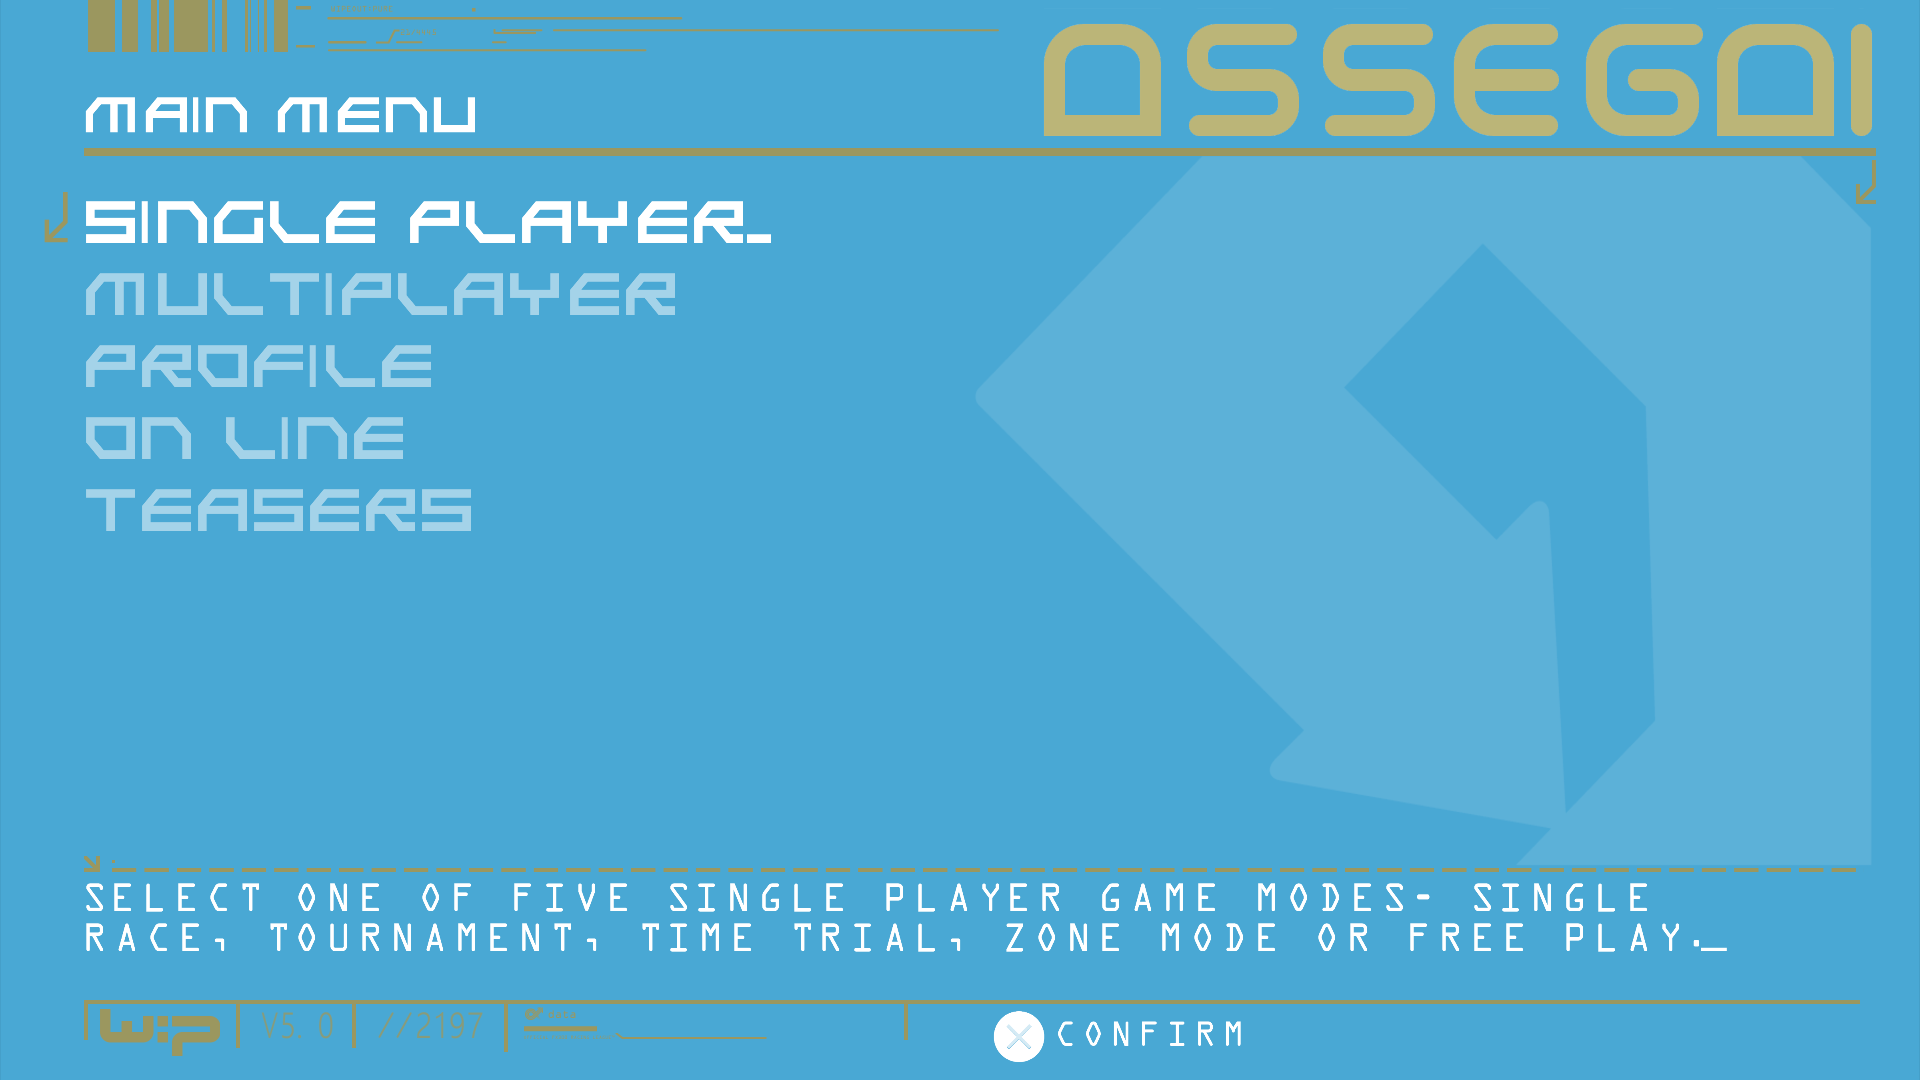 ASSEGAI
MAIN MENU
SINGLE PLAYER_
MULTIPLAYER
PROFILE
ON LINE
TEASERS
SELECT ONE OF FIVE SINGLE PLAYER GAME MODES- SINGLE
RACE, TOURNAMENT, TIME TRIAL, ZONE MODE OR FREE PLAY._
w:p V5.0 //2197
CONFIRM